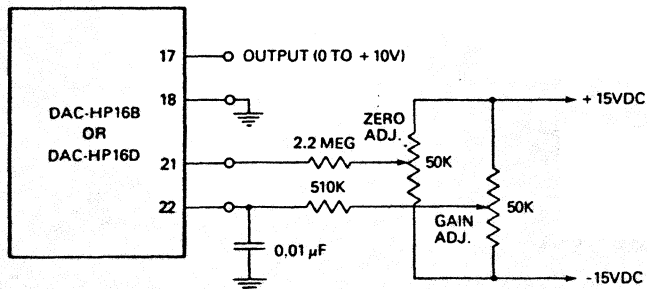 17
OUTPUT (0 TO + 10V)
18
DAC-HP16B
OR
DAC-HP16D
21
22
2.2 MEG
510K
0.01 µF
ZERO
ADJ.
50K
GAIN
ADJ.
50K
+ 15VDC
- 15VDC